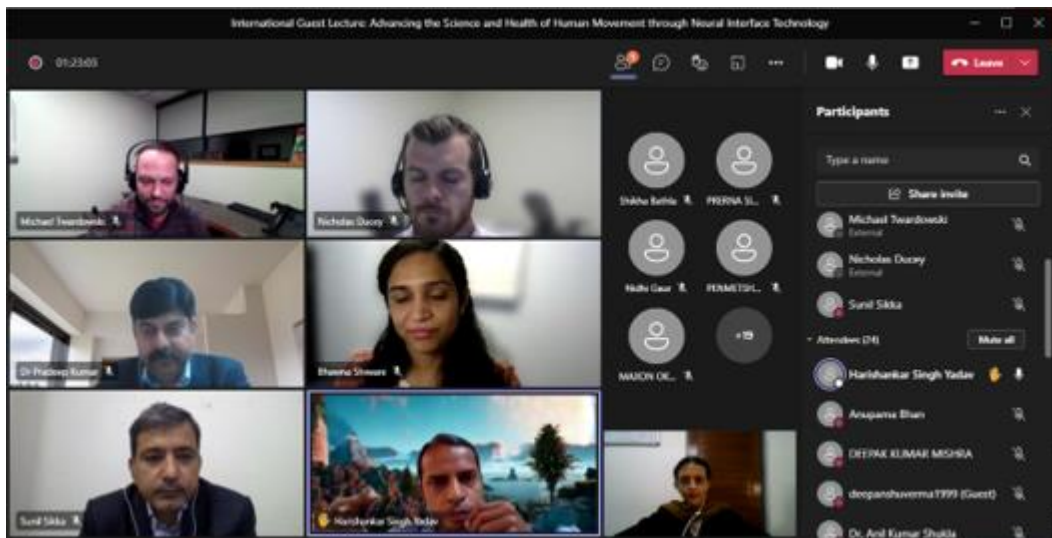 International Guest Lecture: Advancing the Science and Health of Human Movement through Neural Interface Technology
01:23:03
Leave
Michael Twardowski
Nicholas Ducey
Dr Pradeep Kumar
Sunil Sikka
Harishankar Singh Yadav
Shikha Bathla
PRERNA SI...
Nidhi Gaur
+19
Participants
Type a name
Share invite
Michael Twardowski
External
Nicholas Ducey
External
Sunil Sikka
Attendees (24)
Mute all
Harishankar Singh Yadav
Anupama Bhan
DEEPAK KUMAR MISHRA
deepanshuverma1999 (Guest)
Dr. Anil Kumar Shukla